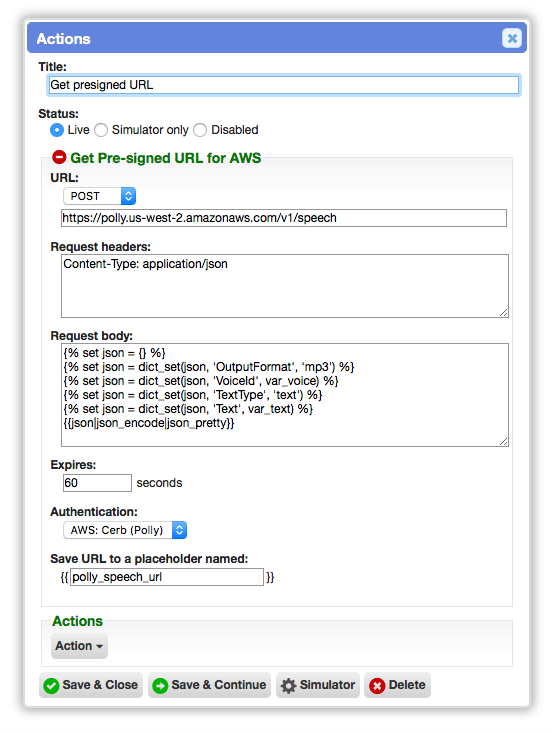 Actions
Title:
Get presigned URL
Status:
Live Simulator only Disabled
Get Pre-signed URL for AWS
URL:
POST
https://polly.us-west-2.amazonaws.com/v1/speech
Request headers:
Content-Type: application/json
Request body:
{% set json = {} %}
{% set json = dict_set(json, 'OutputFormat', 'mp3') %}
{% set json = dict_set(json, 'VoiceId', var_voice) %}
{% set json = dict_set(json, 'TextType', 'text') %}
{% set json = dict_set(json, 'Text', var_text) %}
{{json|json_encode|json_pretty}}
Expires:
60 seconds
Authentication:
AWS: Cerb (Polly)
Save URL to a placeholder named:
{{ polly_speech_url }}
Actions
Action
Save & Close Save & Continue Simulator Delete